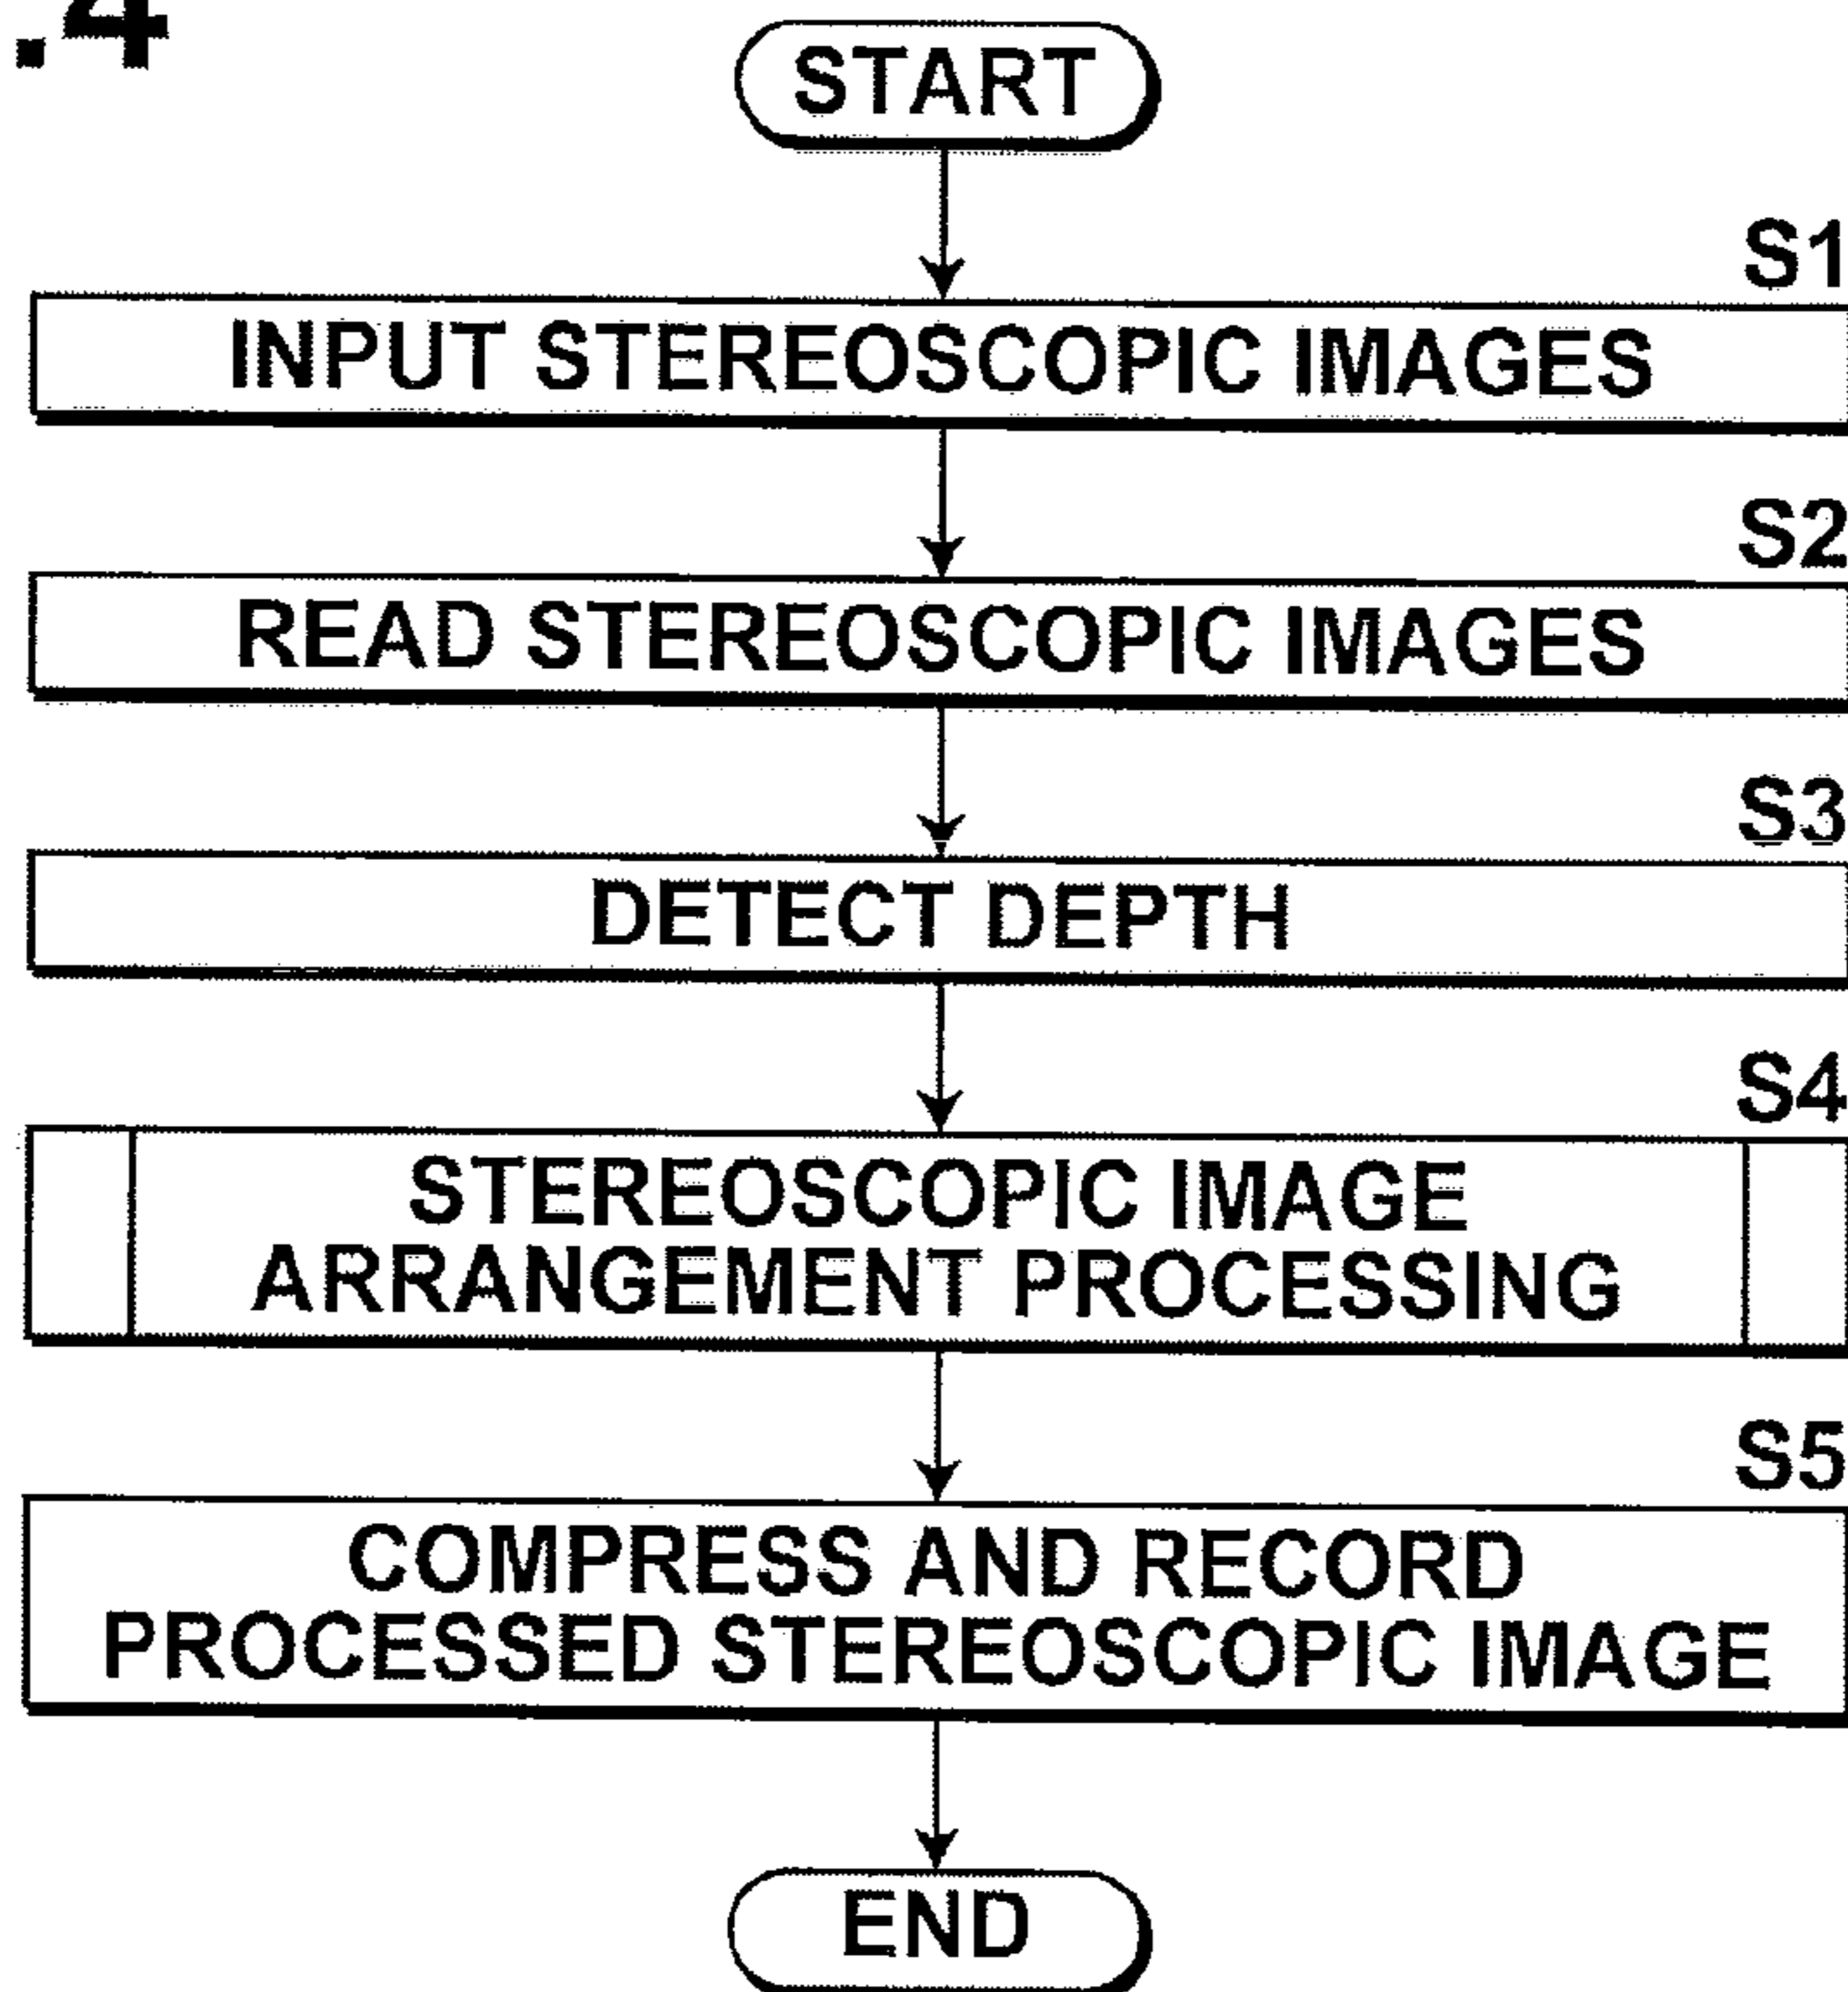 .4
START
S1
INPUT STEREOSCOPIC IMAGES
S2
READ STEREOSCOPIC IMAGES
S3
DETECT DEPTH
S4
STEREOSCOPIC IMAGE
ARRANGEMENT PROCESSING
S5
COMPRESS AND RECORD
PROCESSED STEREOSCOPIC IMAGE
END